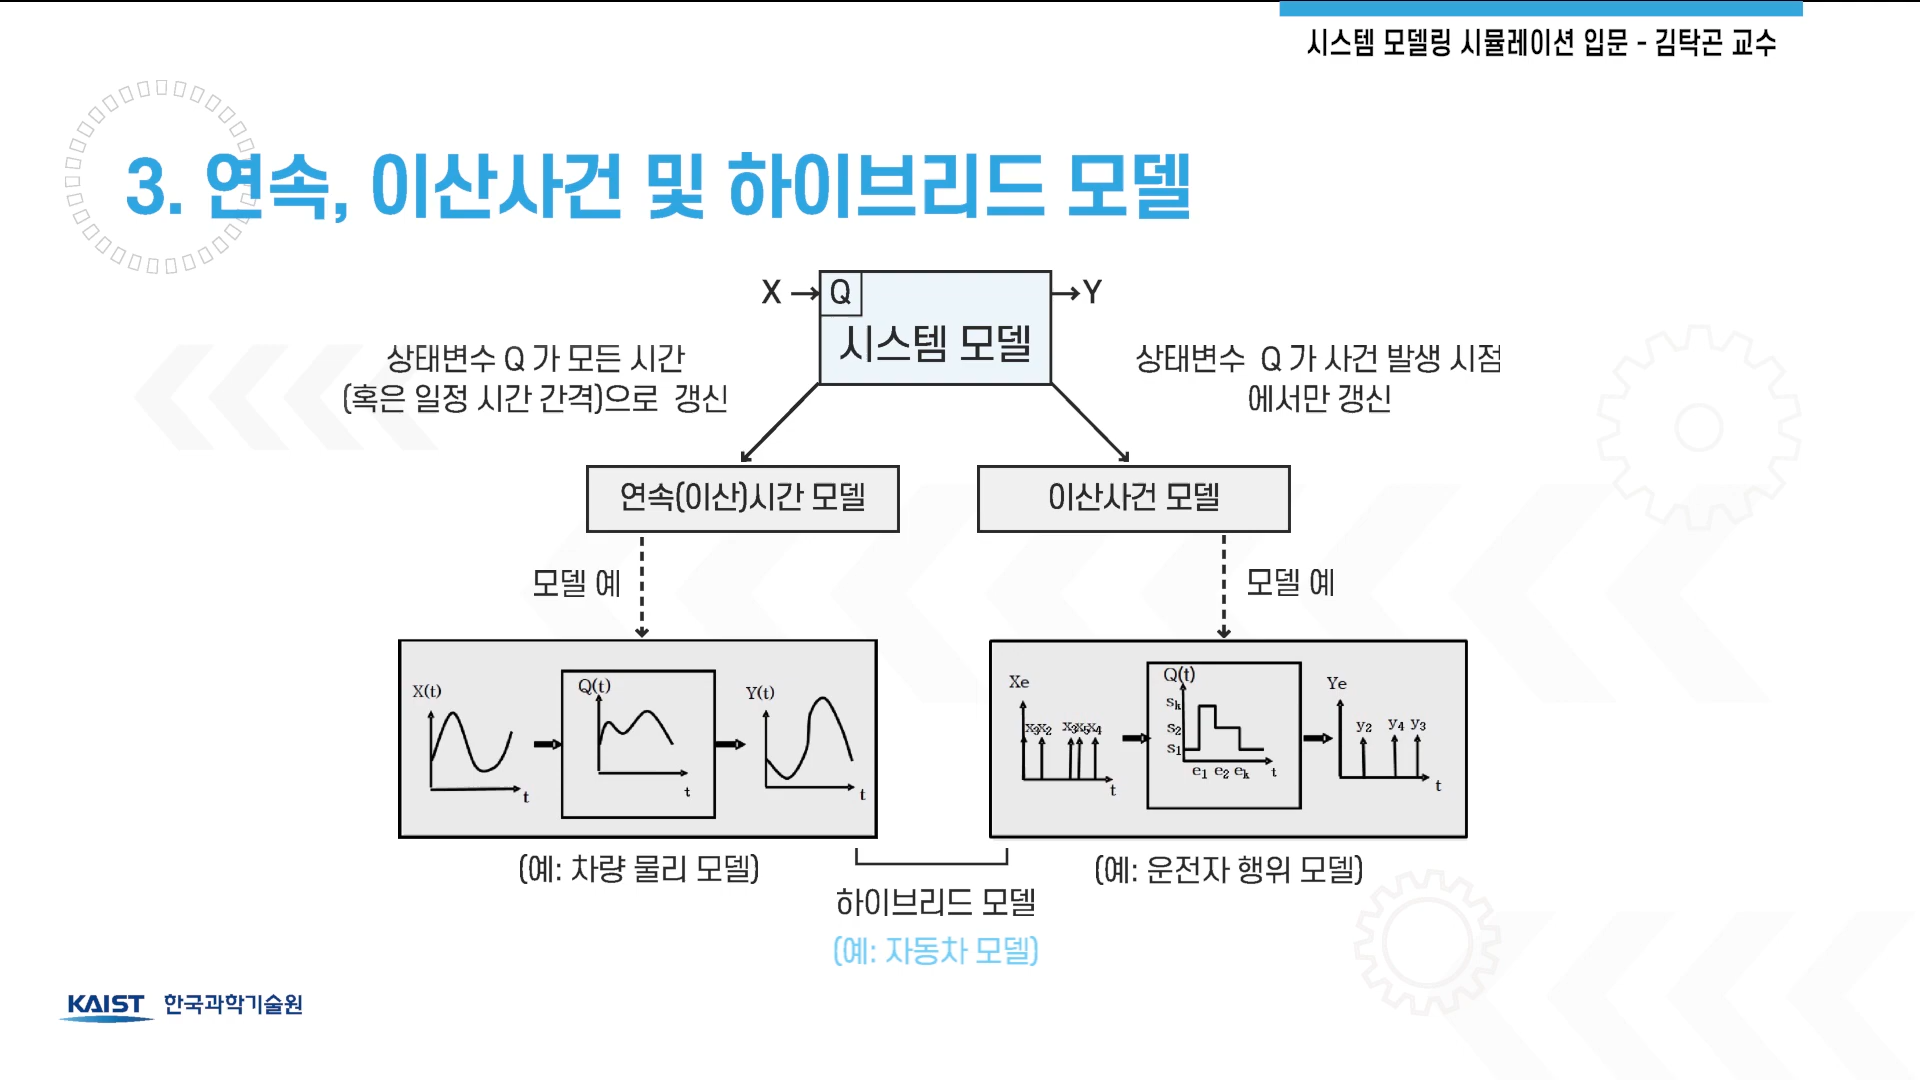 시스템 모델링 시뮬레이션 입문 - 김탁곤 교수
3. 연속, 이산사건 및 하이브리드 모델
X
Q
Y
시스템 모델
상태변수 Q 가 모든 시간
(혹은 일정 시간 간격)으로 갱신
상태변수 Q 가 사건 발생 시점
에서만 갱신
연속(이산)시간 모델
이산사건 모델
모델 예
모델 예
X(t)
t
Q(t)
t
Y(t)
t
Xe
x₂
x₃
x₄
t
Q(t)
sₖ
s₂
s₁
e₁ e₂ eₖ
t
Ye
y₂ y₄ y₃
t
(예: 차량 물리 모델)
(예: 운전자 행위 모델)
하이브리드 모델
(예: 자동차 모델)
KAIST 한국과학기술원